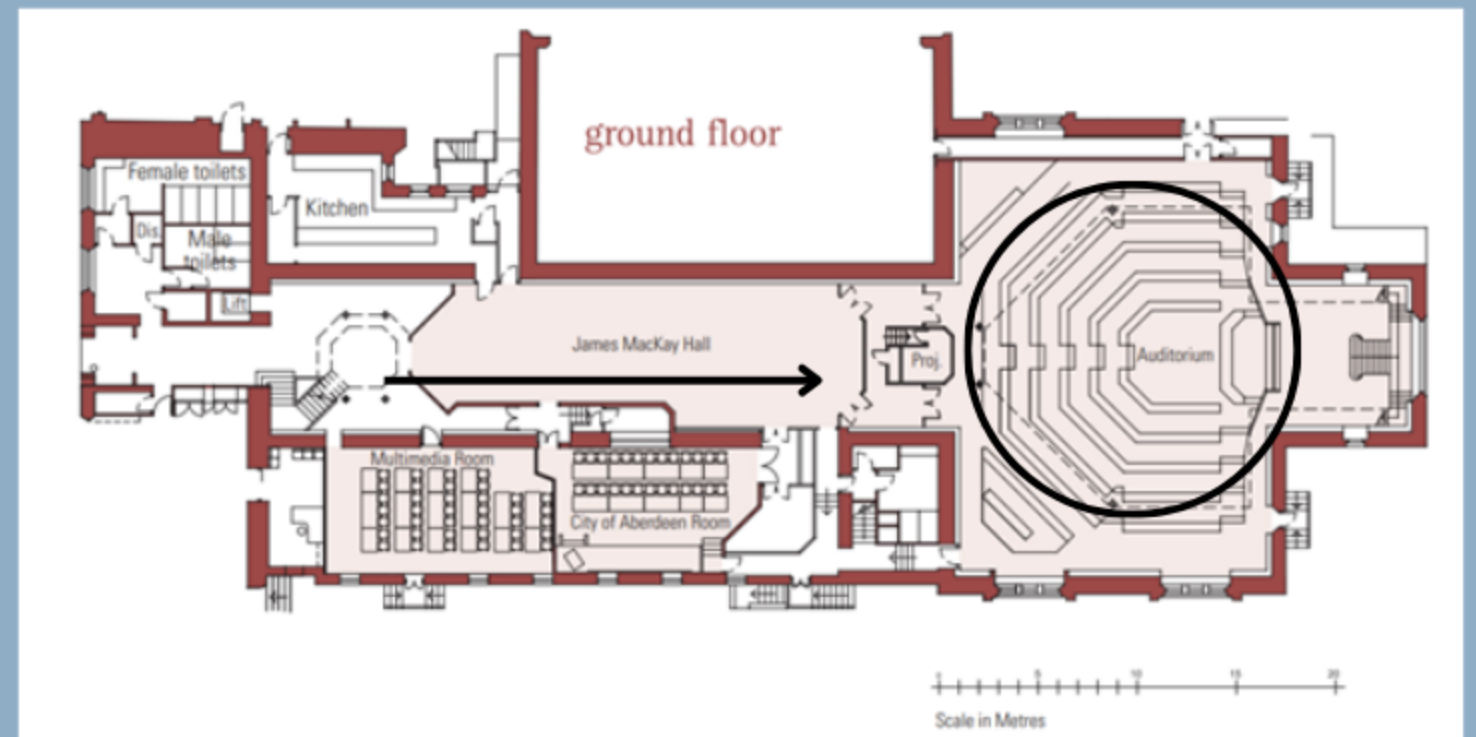 ground floor
Female toilets
Kitchen
Dis.
Male
toilets
Lift
James MacKay Hall
Proj.
Auditorium
Multimedia Room
City of Aberdeen Room
5
10
15
20
Scale in Metres